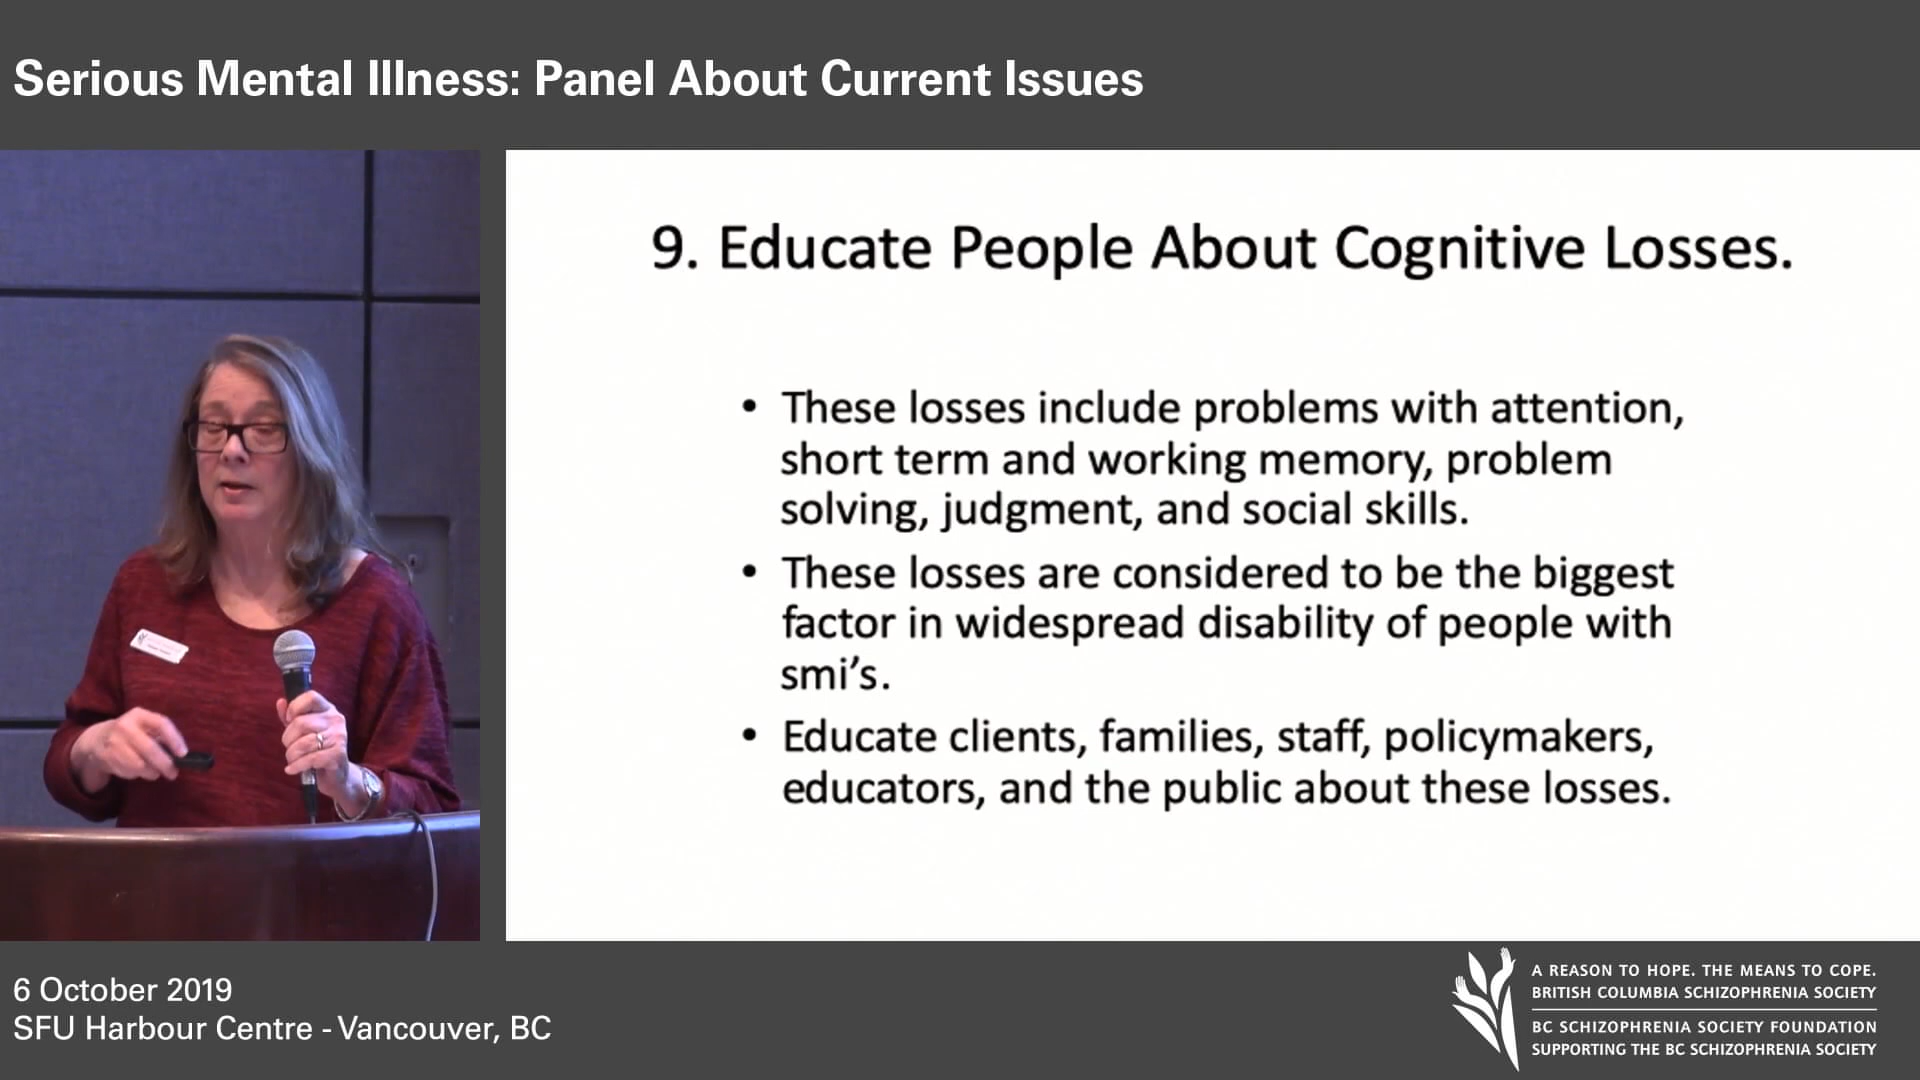 Serious Mental Illness: Panel About Current Issues
9. Educate People About Cognitive Losses.
• These losses include problems with attention,
short term and working memory, problem
solving, judgment, and social skills.
• These losses are considered to be the biggest
factor in widespread disability of people with
smi's.
• Educate clients, families, staff, policymakers,
educators, and the public about these losses.
6 October 2019
SFU Harbour Centre - Vancouver, BC
A REASON TO HOPE. THE MEANS TO COPE.
BRITISH COLUMBIA SCHIZOPHRENIA SOCIETY
BC SCHIZOPHRENIA SOCIETY FOUNDATION
SUPPORTING THE BC SCHIZOPHRENIA SOCIETY